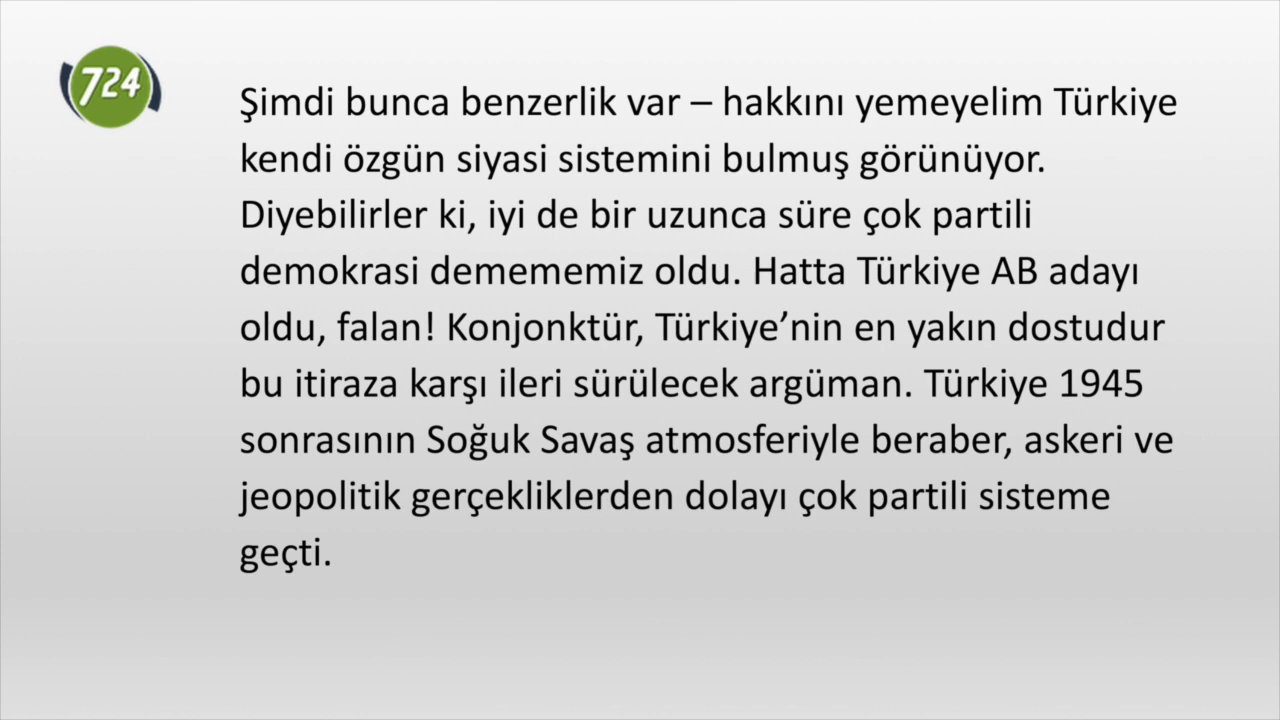 724
Şimdi bunca benzerlik var – hakkını yemeyelim Türkiye
kendi özgün siyasi sistemini bulmuş görünüyor.
Diyebilirler ki, iyi de bir uzunca süre çok partili
demokrasi demememiz oldu. Hatta Türkiye AB adayı
oldu, falan! Konjonktür, Türkiye’nin en yakın dostudur
bu itiraza karşı ileri sürülecek argüman. Türkiye 1945
sonrasının Soğuk Savaş atmosferiyle beraber, askeri ve
jeopolitik gerçekliklerden dolayı çok partili sisteme
geçti.